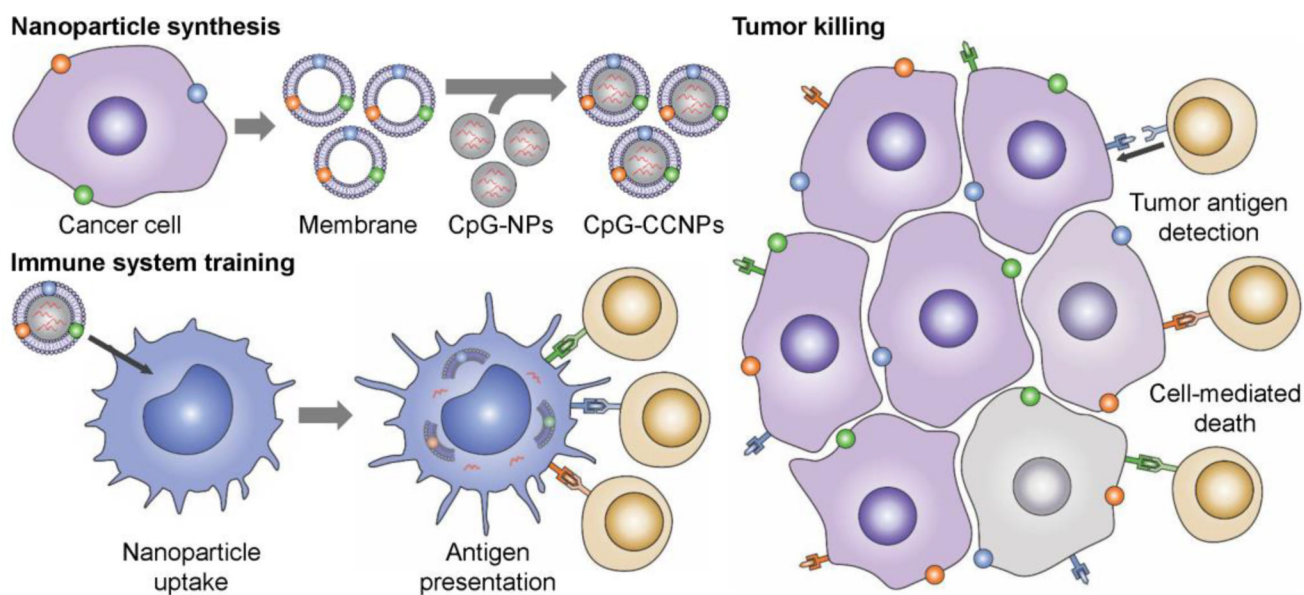 Nanoparticle synthesis
Cancer cell
Membrane
CpG-NPs
CpG-CCNPs
Immune system training
Nanoparticle
uptake
Antigen
presentation
Tumor killing
Tumor antigen
detection
Cell-mediated
death